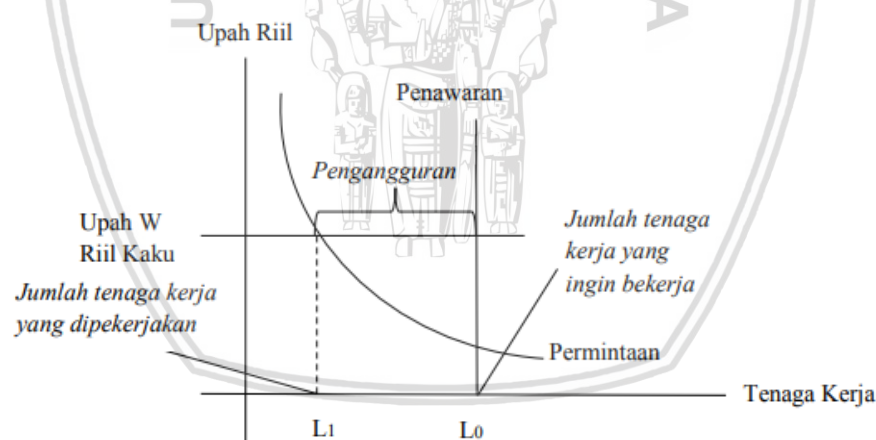 Upah Riil
Penawaran
Pengangguran
Upah W
Riil Kaku
Jumlah tenaga
kerja yang
ingin bekerja
Jumlah tenaga kerja
yang dipekerjakan
Permintaan
Tenaga Kerja
L1
L0